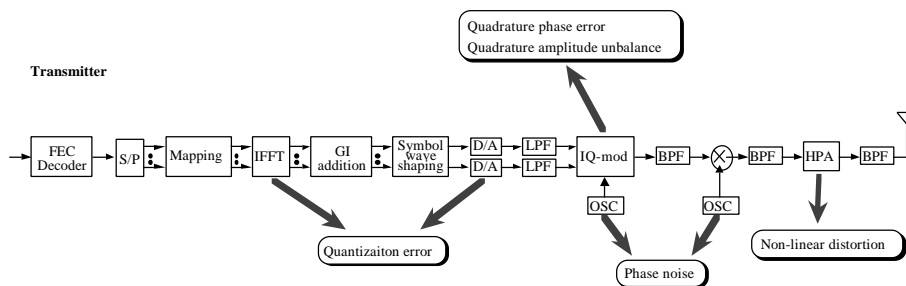 Quadrature phase error
Quadrature amplitude unbalance
Transmitter
FEC
Decoder
S/P
Mapping
IFFT
GI
addition
Symbol
wave
shaping
D/A
D/A
LPF
LPF
IQ-mod
BPF
BPF
HPA
BPF
OSC
OSC
Quantizaiton error
Phase noise
Non-linear distortion